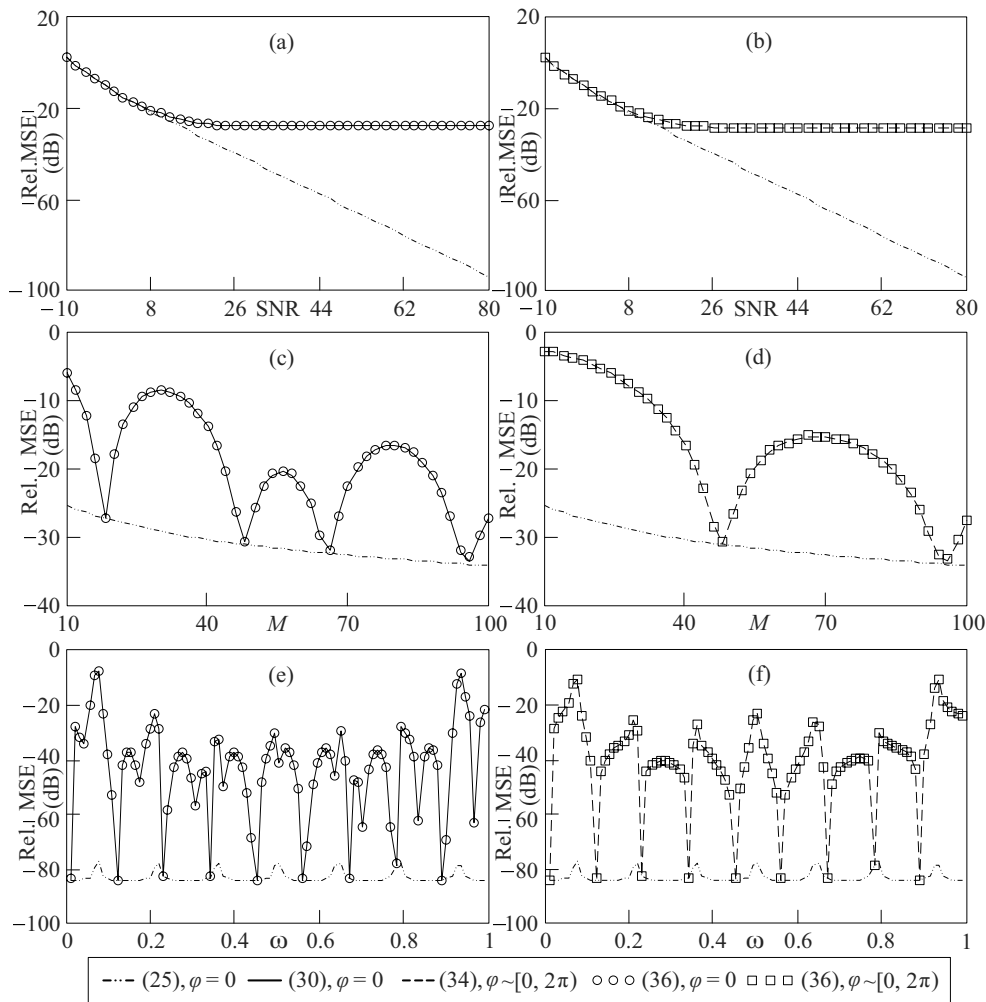 20
(a)
20
Rel. MSE
(dB)
60
−100
−10
8
26
SNR
44
62
80
20
(b)
20
Rel. MSE
(dB)
60
−100
−10
8
26
SNR
44
62
80
0
(c)
−10
Rel. MSE
(dB)
−20
−30
−40
10
40
M
70
100
0
(d)
−10
Rel. MSE
(dB)
−20
−30
−40
10
40
M
70
100
0
(e)
−20
40
Rel. MSE
(dB)
60
−80
−100
0
0.2
0.4
ω
0.6
0.8
1
0
(f)
−20
40
Rel. MSE
(dB)
60
−80
−100
0
0.2
0.4
ω
0.6
0.8
1
(25), φ = 0 (30), φ = 0 (34), φ ~[0, 2π) (36), φ = 0 (36), φ ~[0, 2π)